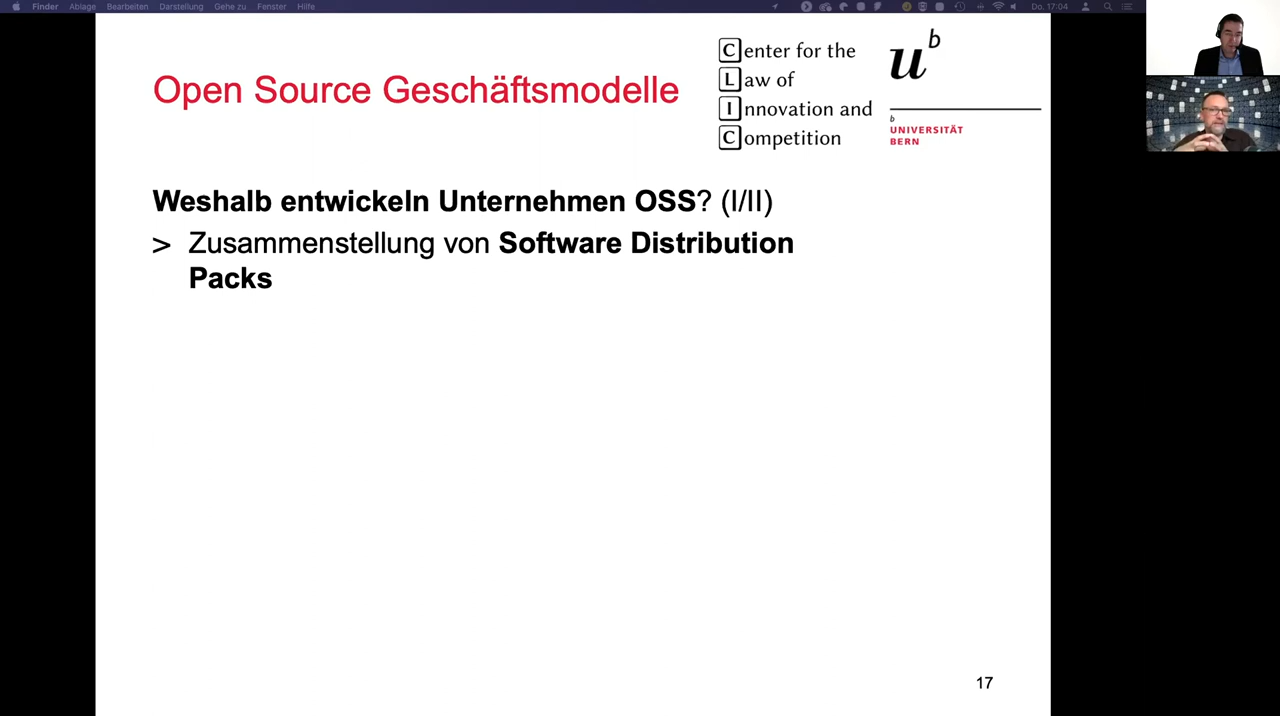 Finder Ablage Bearbeiten Darstellung Gehe zu Fenster Hilfe Do. 17:04
Open Source Geschäftsmodelle
Center for the
Law of
Innovation and
Competition
u b
b
UNIVERSITÄT
BERN
Weshalb entwickeln Unternehmen OSS? (I/II)
> Zusammenstellung von Software Distribution
Packs
17